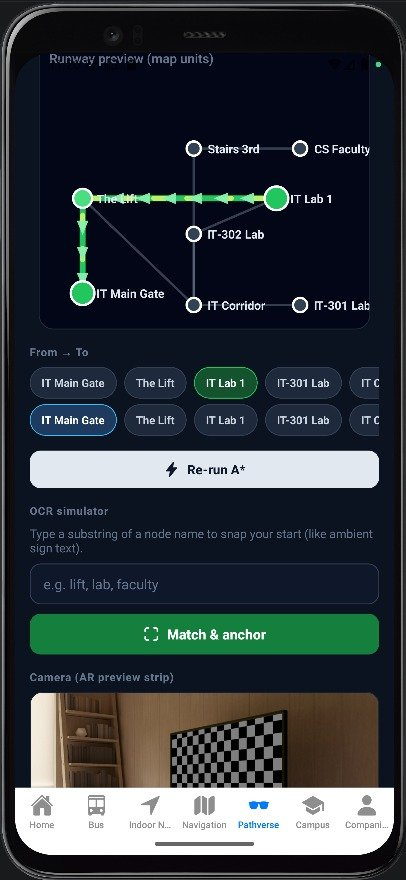 Runway preview (map units)
Stairs 3rd
CS Faculty
The Lift
IT Lab 1
IT-302 Lab
IT Main Gate
IT Corridor
IT-301 Lab
From → To
IT Main Gate The Lift IT Lab 1 IT-301 Lab IT C
IT Main Gate The Lift IT Lab 1 IT-301 Lab IT C
Re-run A*
OCR simulator
Type a substring of a node name to snap your start (like ambient
sign text).
e.g. lift, lab, faculty
Match & anchor
Camera (AR preview strip)
Home Bus Indoor N... Navigation Pathverse Campus Compani...